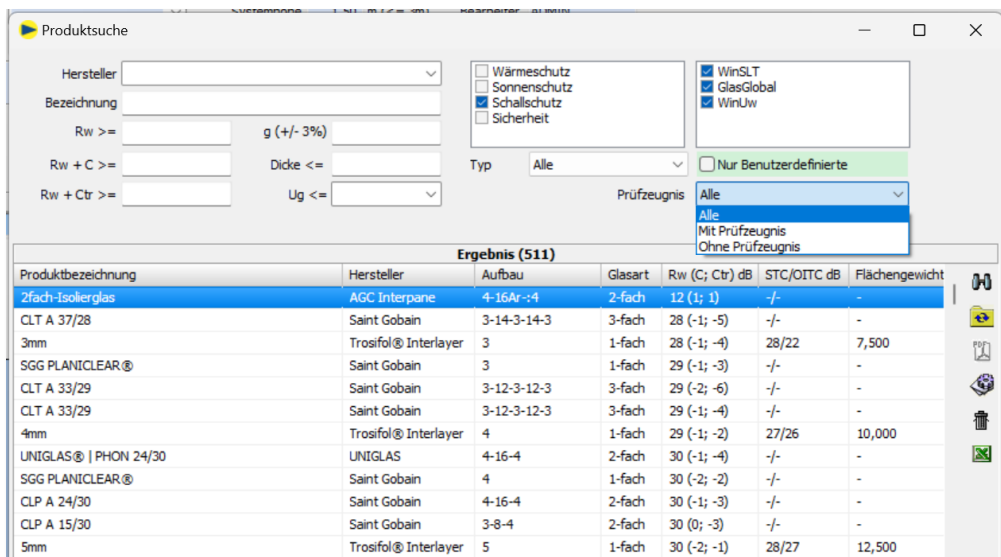 Systemhöhe 1,50 m (<= 3m) Bearbeiter ADMIN
Produktsuche
Hersteller
Bezeichnung
Rw >= g (+/- 3%)
Rw + C >= Dicke <=
Rw + Ctr >= Ug <=
Wärmeschutz
Sonnenschutz
Schallschutz
Sicherheit
WinSLT
GlasGlobal
WinUw
Typ Alle Nur Benutzerdefinierte
Prüfzeugnis Alle
Alle
Mit Prüfzeugnis
Ohne Prüfzeugnis
Ergebnis (511)
Produktbezeichnung Hersteller Aufbau Glasart Rw (C; Ctr) dB STC/OITC dB Flächengewicht
2fach-Isolierglas AGC Interpane 4-16Ar-:4 2-fach 12 (1; 1) -/- -
CLT A 37/28 Saint Gobain 3-14-3-14-3 3-fach 28 (-1; -5) -/- -
3mm Trosifol® Interlayer 3 1-fach 28 (-1; -4) 28/22 7,500
SGG PLANICLEAR® Saint Gobain 3 1-fach 29 (-1; -3) -/- -
CLT A 33/29 Saint Gobain 3-12-3-12-3 3-fach 29 (-2; -6) -/- -
CLT A 33/29 Saint Gobain 3-12-3-12-3 3-fach 29 (-1; -4) -/- -
4mm Trosifol® Interlayer 4 1-fach 29 (-1; -2) 27/26 10,000
UNIGLAS® | PHON 24/30 UNIGLAS 4-16-4 2-fach 30 (-1; -4) -/- -
SGG PLANICLEAR® Saint Gobain 4 1-fach 30 (-2; -2) -/- -
CLP A 24/30 Saint Gobain 4-16-4 2-fach 30 (-1; -3) -/- -
CLP A 15/30 Saint Gobain 3-8-4 2-fach 30 (0; -3) -/- -
5mm Trosifol® Interlayer 5 1-fach 30 (-2; -1) 28/27 12,500
PDF